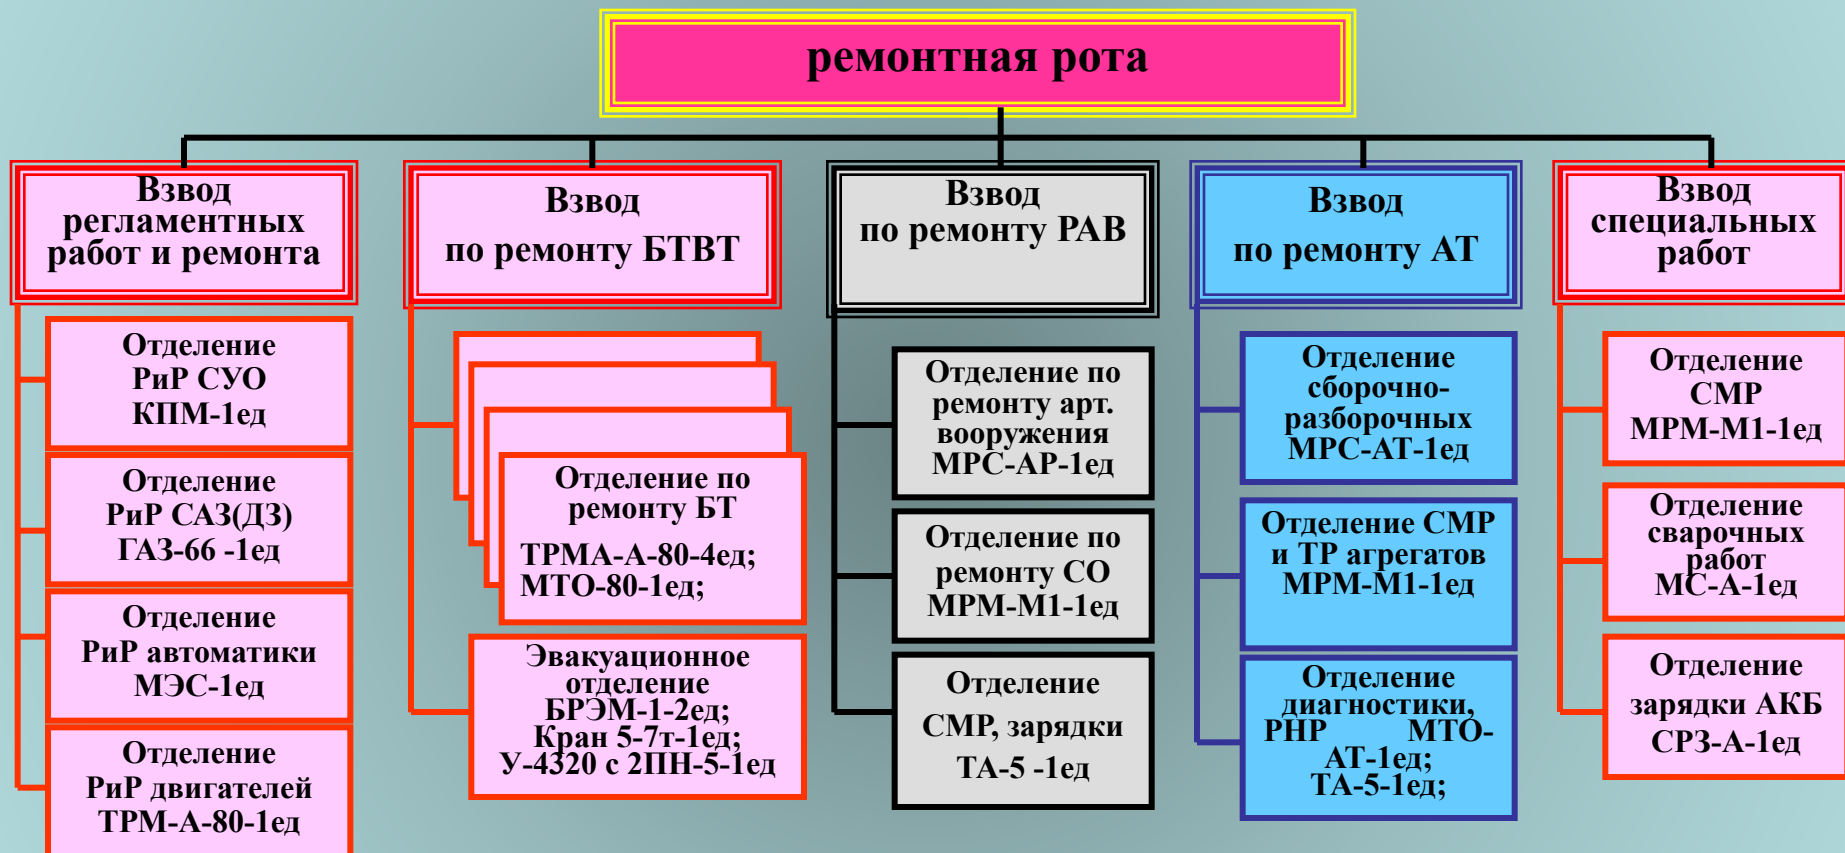 ремонтная рота
Взвод
регламентных
работ и ремонта
Отделение
РиР СУО
КПМ-1ед
Отделение
РиР САЗ(ДЗ)
ГАЗ-66 -1ед
Отделение
РиР автоматики
МЭС-1ед
Отделение
РиР двигателей
ТРМ-А-80-1ед
Взвод
по ремонту БТВТ
Отделение по
ремонту БТ
ТРМА-А-80-4ед;
МТО-80-1ед;
Эвакуационное
отделение
БРЭМ-1-2ед;
Кран 5-7т-1ед;
У-4320 с 2ПН-5-1ед
Взвод
по ремонту РАВ
Отделение по
ремонту арт.
вооружения
МРС-АР-1ед
Отделение по
ремонту СО
МРМ-М1-1ед
Отделение
СМР, зарядки
ТА-5 -1ед
Взвод
по ремонту АТ
Отделение
сборочно-
разборочных
МРС-АТ-1ед
Отделение СМР
и ТР агрегатов
МРМ-М1-1ед
Отделение
диагностики,
РНР МТО-
АТ-1ед;
ТА-5-1ед;
Взвод
специальных
работ
Отделение
СМР
МРМ-М1-1ед
Отделение
сварочных
работ
МС-А-1ед
Отделение
зарядки АКБ
СРЗ-А-1ед